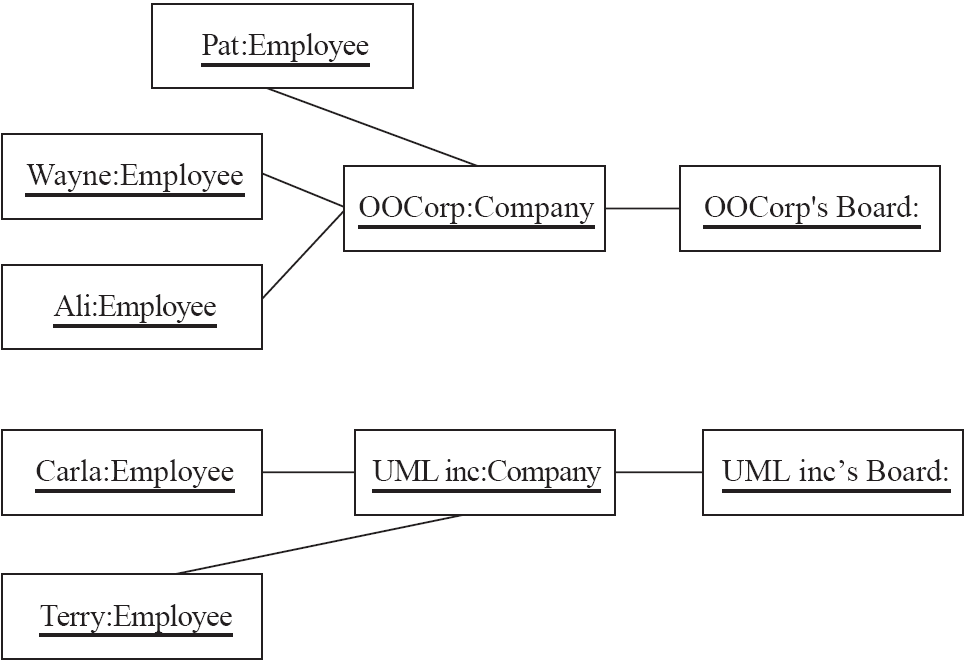 Pat:Employee
Wayne:Employee
OOCorp:Company
OOCorp's Board:
Ali:Employee
Carla:Employee
UML inc:Company
UML inc’s Board:
Terry:Employee